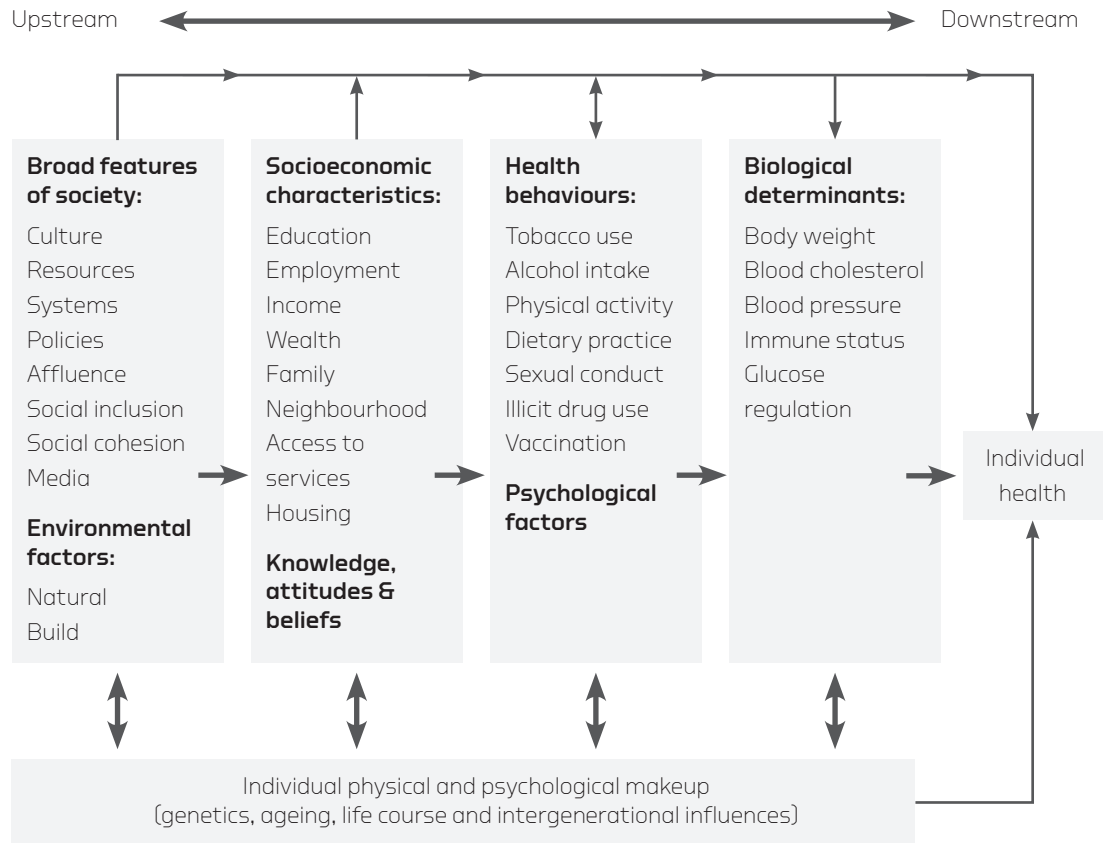 Upstream
Downstream
Broad features
of society:
Culture
Resources
Systems
Policies
Affluence
Social inclusion
Social cohesion
Media
Environmental
factors:
Natural
Build
Socioeconomic
characteristics:
Education
Employment
Income
Wealth
Family
Neighbourhood
Access to
services
Housing
Knowledge,
attitudes &
beliefs
Health
behaviours:
Tobacco use
Alcohol intake
Physical activity
Dietary practice
Sexual conduct
Illicit drug use
Vaccination
Psychological
factors
Biological
determinants:
Body weight
Blood cholesterol
Blood pressure
Immune status
Glucose
regulation
Individual
health
Individual physical and psychological makeup
(genetics, ageing, life course and intergenerational influences)